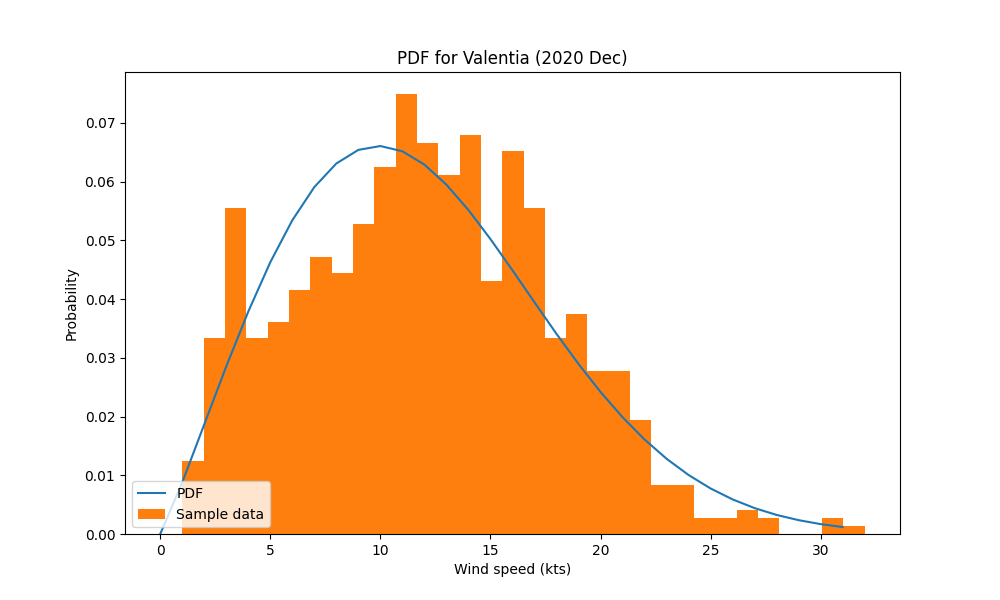 PDF for Valentia (2020 Dec)
Probability
0.07
0.06
0.05
0.04
0.03
0.02
0.01
0.00
PDF
Sample data
0 5 10 15 20 25 30
Wind speed (kts)